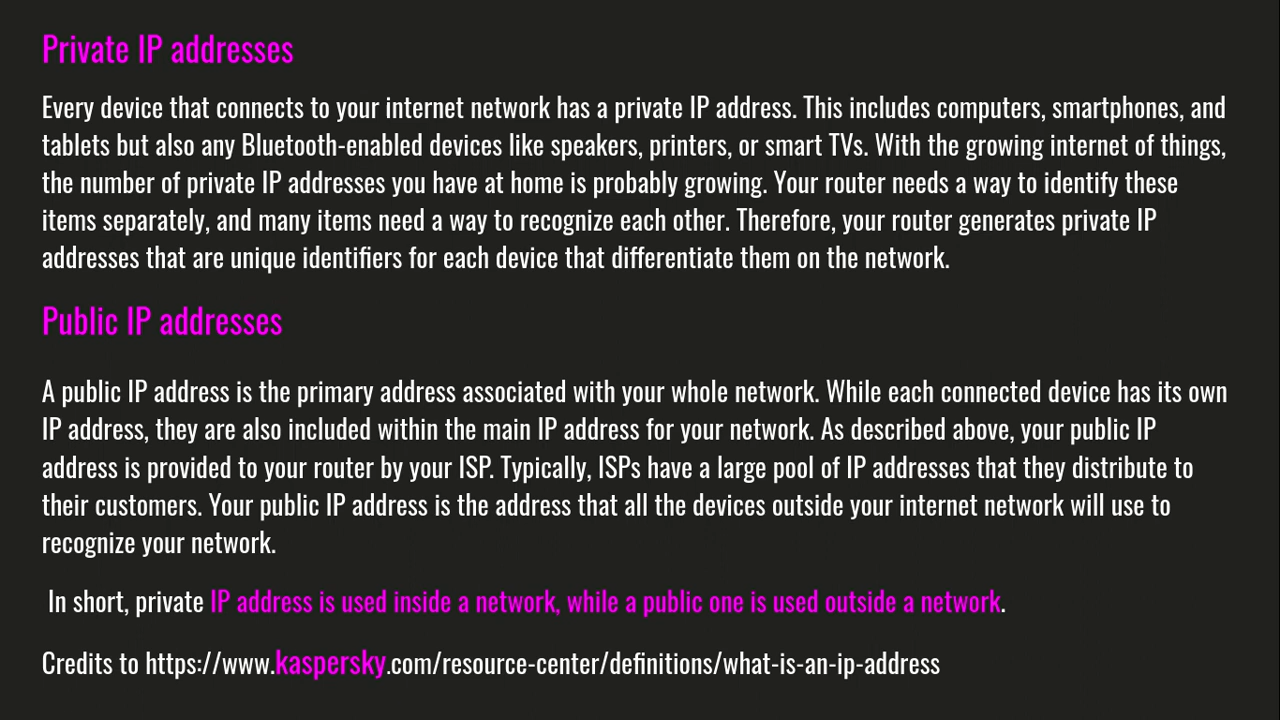 Private IP addresses
Every device that connects to your internet network has a private IP address. This includes computers, smartphones, and
tablets but also any Bluetooth-enabled devices like speakers, printers, or smart TVs. With the growing internet of things,
the number of private IP addresses you have at home is probably growing. Your router needs a way to identify these
items separately, and many items need a way to recognize each other. Therefore, your router generates private IP
addresses that are unique identifiers for each device that differentiate them on the network.
Public IP addresses
A public IP address is the primary address associated with your whole network. While each connected device has its own
IP address, they are also included within the main IP address for your network. As described above, your public IP
address is provided to your router by your ISP. Typically, ISPs have a large pool of IP addresses that they distribute to
their customers. Your public IP address is the address that all the devices outside your internet network will use to
recognize your network.
In short, private IP address is used inside a network, while a public one is used outside a network.
Credits to https://www.kaspersky.com/resource-center/definitions/what-is-an-ip-address